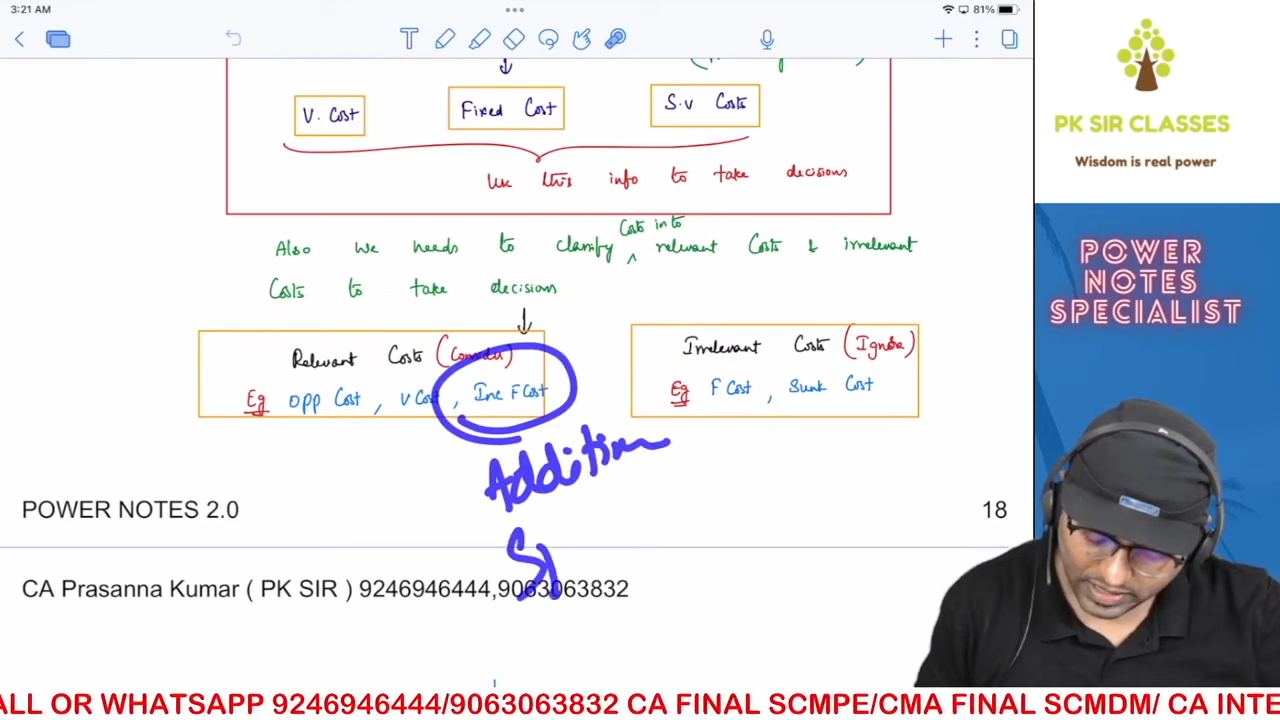 3:21 AM
81%
T
V. Cost
Fixed Cost
S.V Costs
Use this info to take decisions
Costs into
Also we needs to classify ^ relevant Costs & irrelevant
Costs to take decisions
Relevant Costs (Consider)
Eg opp Cost, V Cost, Inc F Cost
Irrelevant Costs (Ignore)
Eg F Cost, Sunk Cost
Addition
POWER NOTES 2.0
18
CA Prasanna Kumar ( PK SIR ) 9246946444,9063063832
PK SIR CLASSES
Wisdom is real power
POWER
NOTES
SPECIALIST
ALL OR WHATSAPP 9246946444/9063063832 CA FINAL SCMPE/CMA FINAL SCMDM/ CA INTE